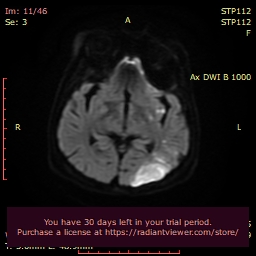 Im: 11/46
Se: 3
A
STP112
STP112
F
Ax DWI B 1000
R
L
You have 30 days left in your trial period.
Purchase a license at https://radiantviewer.com/store/